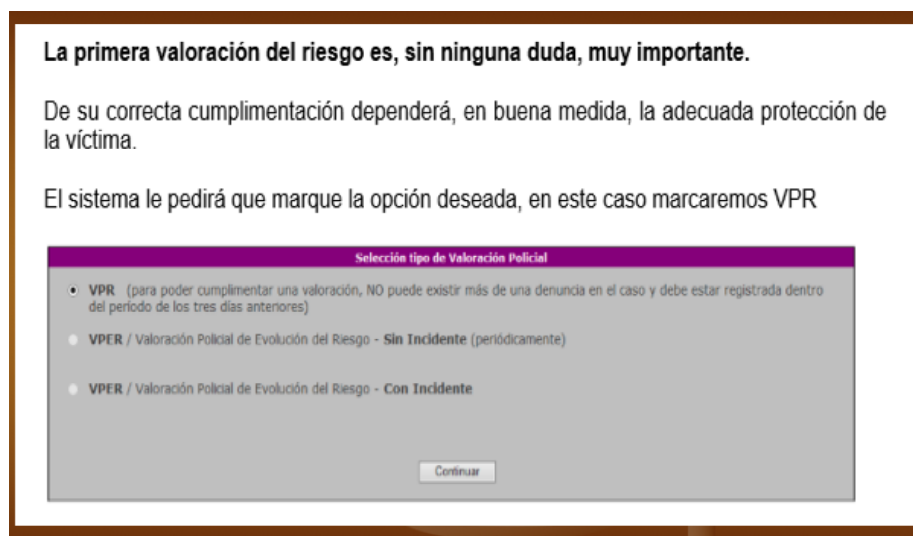 La primera valoración del riesgo es, sin ninguna duda, muy importante.
De su correcta cumplimentación dependerá, en buena medida, la adecuada protección de
la víctima.
El sistema le pedirá que marque la opción deseada, en este caso marcaremos VPR
Selección tipo de Valoración Policial
VPR (para poder cumplimentar una valoración, NO puede existir más de una denuncia en el caso y debe estar registrada dentro
del período de los tres días anteriores)
VPER / Valoración Policial de Evolución del Riesgo - Sin Incidente (periódicamente)
VPER / Valoración Policial de Evolución del Riesgo - Con Incidente
Continuar